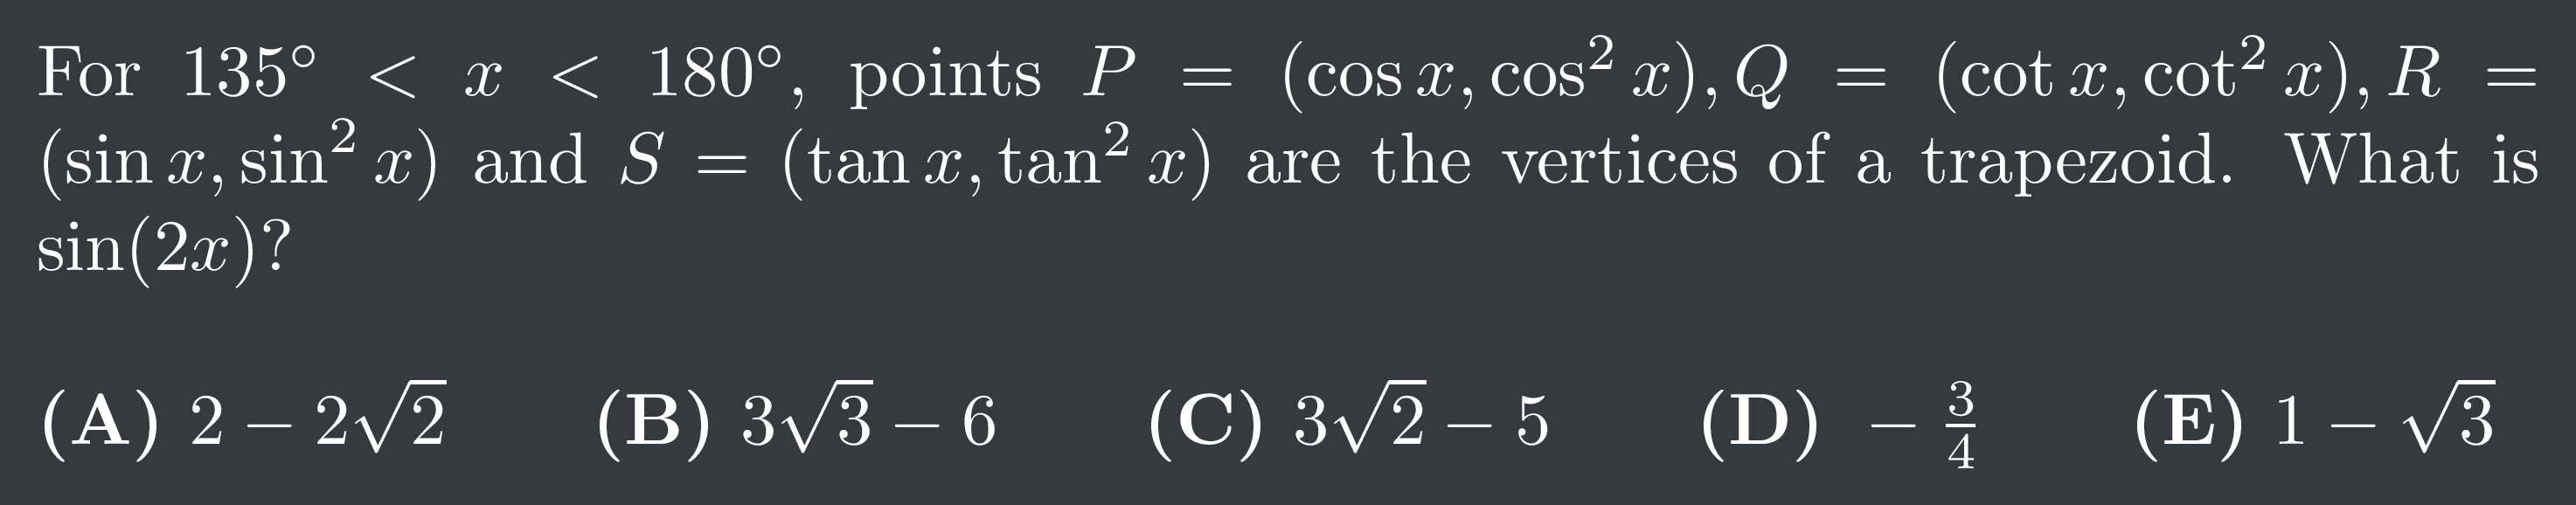 For 135° < x < 180°, points P = (cos x, cos² x), Q = (cot x, cot² x), R =
(sin x, sin² x) and S = (tan x, tan² x) are the vertices of a trapezoid. What is
sin(2x)?
(A) 2 − 2√2 (B) 3√3 − 6 (C) 3√2 − 5 (D) − 3/4 (E) 1 − √3